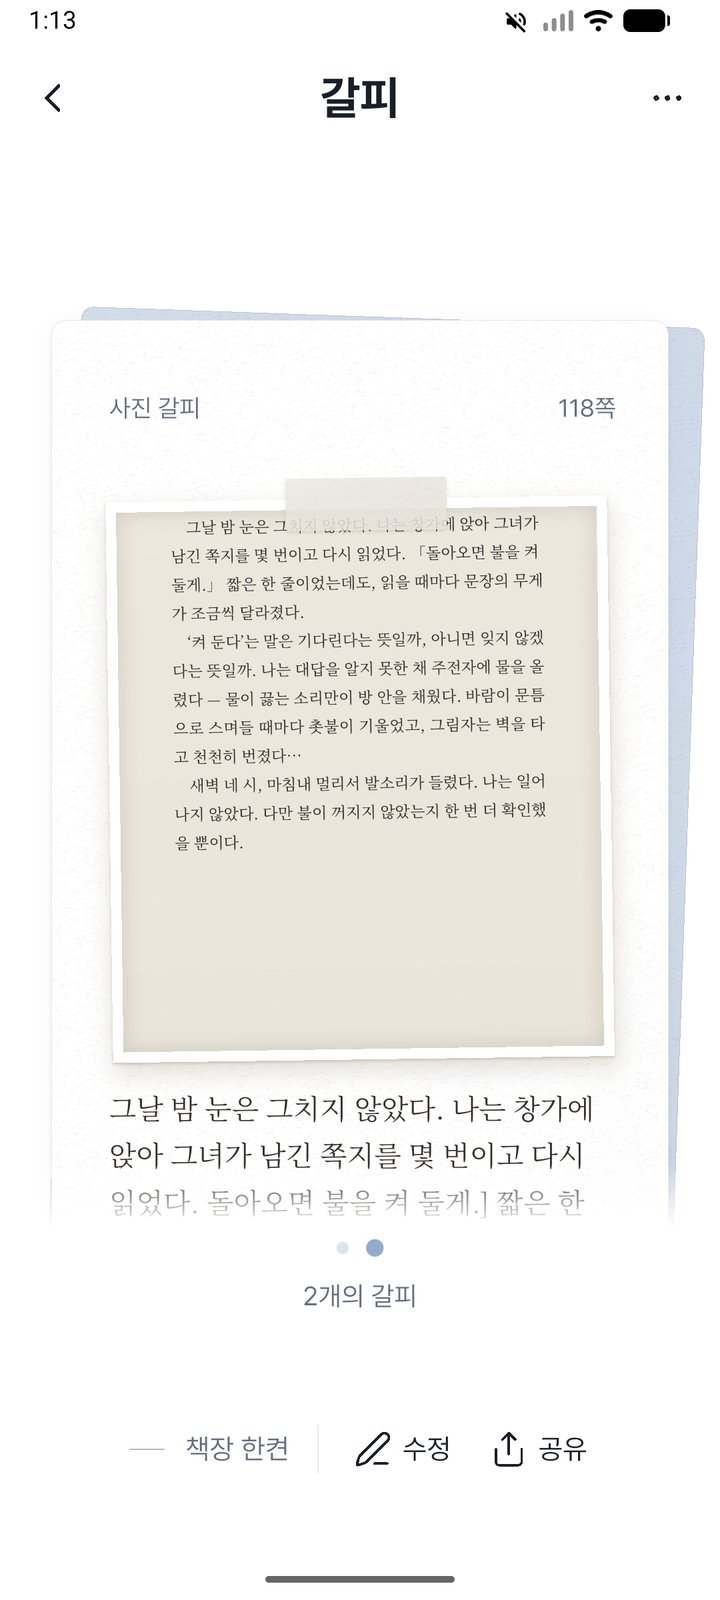 1:13
갈피
사진 갈피
118쪽
그날 밤 눈은 그치지 않았다. 나는 창가에 앉아 그녀가
남긴 쪽지를 몇 번이고 다시 읽었다. 「돌아오면 불을 켜
둘게.」 짧은 한 줄이었는데도, 읽을 때마다 문장의 무게
가 조금씩 달라졌다.
‘켜 둔다’는 말은 기다린다는 뜻일까, 아니면 잊지 않겠
다는 뜻일까. 나는 대답을 알지 못한 채 주전자에 물을 올
렸다 — 물이 끓는 소리만이 방 안을 채웠다. 바람이 문틈
으로 스며들 때마다 촛불이 기울었고, 그림자는 벽을 타
고 천천히 번졌다…
새벽 네 시, 마침내 멀리서 발소리가 들렸다. 나는 일어
나지 않았다. 다만 불이 꺼지지 않았는지 한 번 더 확인했
을 뿐이다.
그날 밤 눈은 그치지 않았다. 나는 창가에
앉아 그녀가 남긴 쪽지를 몇 번이고 다시
읽었다. 돌아오면 불을 켜 둘게.] 짧은 한
2개의 갈피
책장 한켠
수정
공유